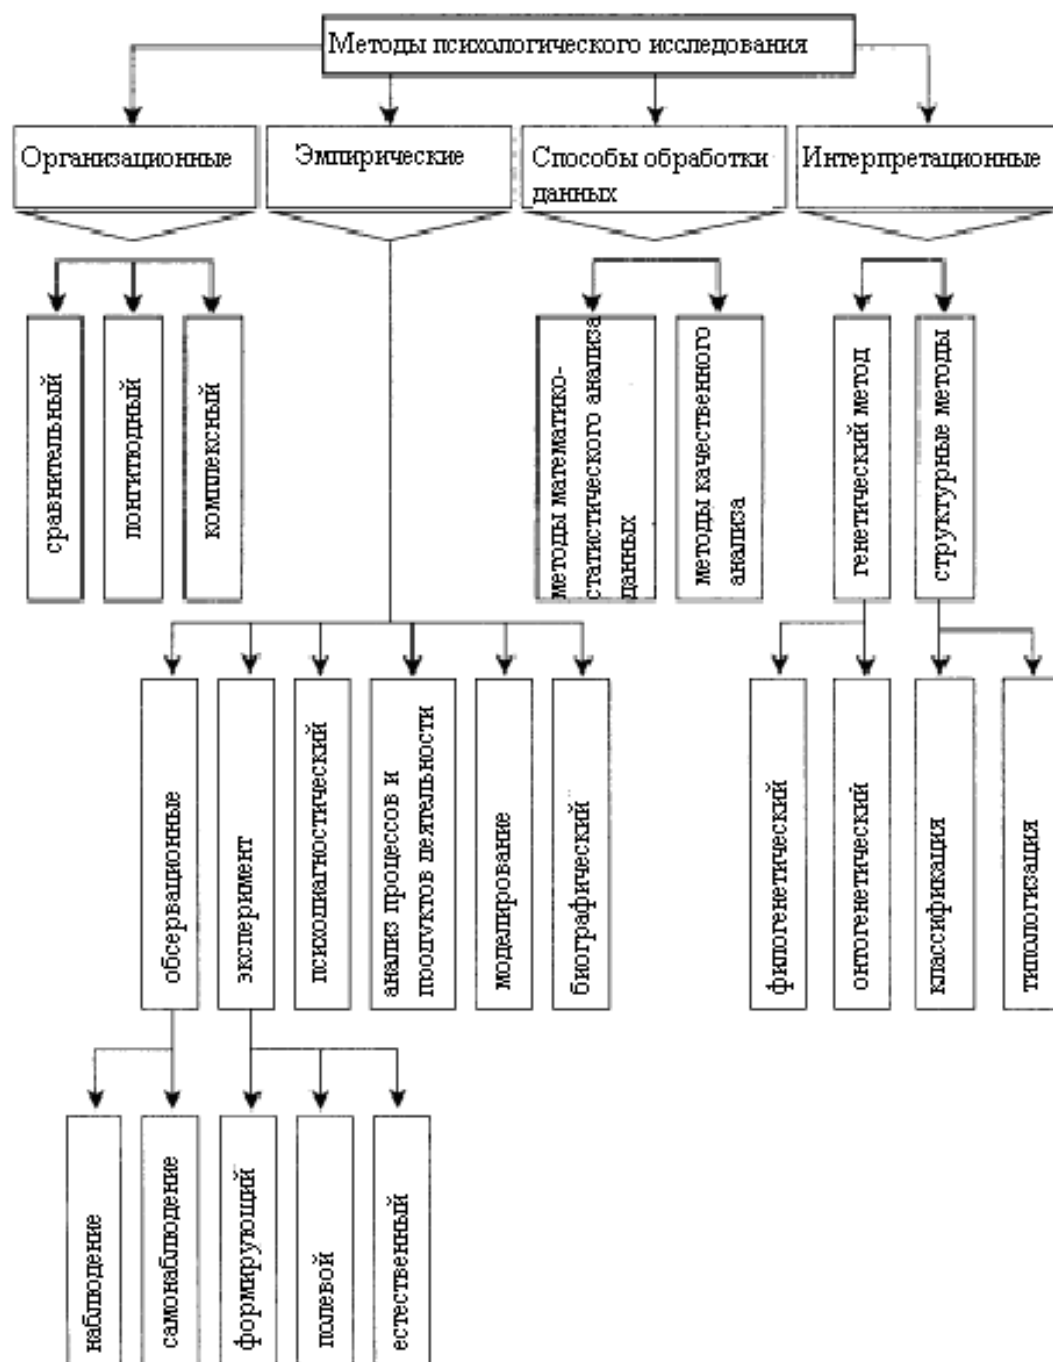 Методы психологического исследования
Организационные
Эмпирические
Способы обработки
данных
Интерпретационные
сравнительный
лонгитюдный
комплексный
методы математико-
статистического анализа
данных
методы качественного
анализа
генетический метод
структурные методы
обсервационные
эксперимент
психодиагностический
анализ процессов и
продуктов деятельности
моделирование
биографический
филогенетический
онтогенетический
классификация
типологизация
наблюдение
самонаблюдение
формирующий
полевой
естественный